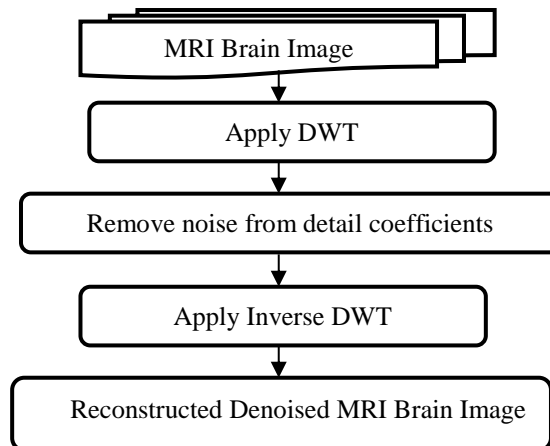 MRI Brain Image
Apply DWT
Remove noise from detail coefficients
Apply Inverse DWT
Reconstructed Denoised MRI Brain Image